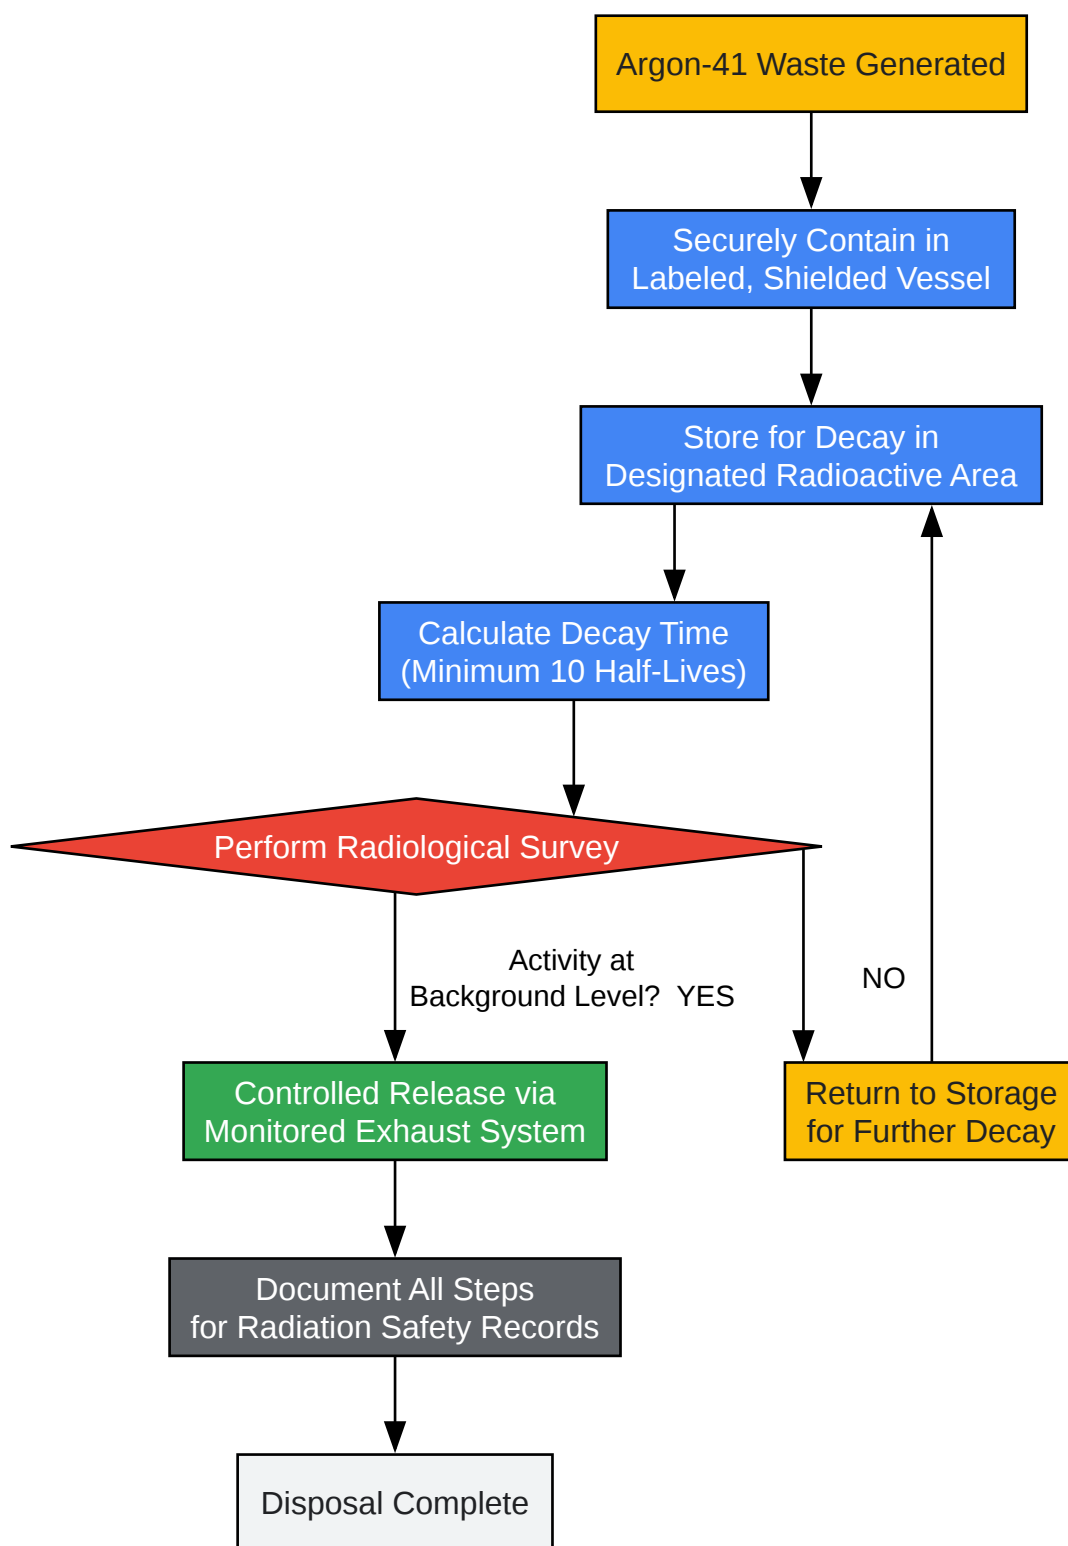 Argon-41 Waste Generated
Securely Contain in
Labeled, Shielded Vessel
Store for Decay in
Designated Radioactive Area
Calculate Decay Time
(Minimum 10 Half-Lives)
Perform Radiological Survey
Activity at
Background Level?  YES
NO
Controlled Release via
Monitored Exhaust System
Return to Storage
for Further Decay
Document All Steps
for Radiation Safety Records
Disposal Complete